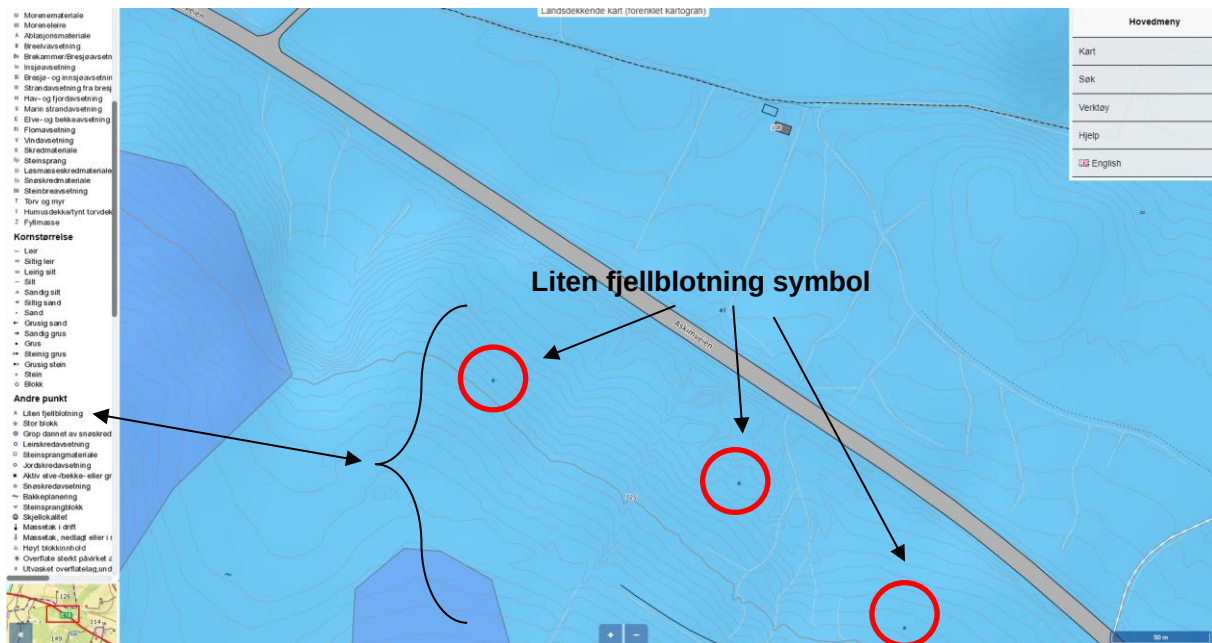 Landsdekkende kart (forenklet kartografi)
Morenemateriale
Moreneleire
Ablasjonsmateriale
Breelvavsetning
Brekammer/Bresjøavsetn
Innsjøavsetning
Bresjø- og innsjøavsetnin
Strandavsetning fra bresj
Hav- og fjordavsetning
Marin strandavsetning
Elve- og bekkeavsetning
Flomavsetning
Vindavsetning
Skredmateriale
Steinsprang
Løsmasseskredmateriale
Snøskredmateriale
Steinbreavsetning
Torv og myr
Humusdekke/tynt torvdek
Fyllmasse
Kornstørrelse
Leir
Siltig leir
Leirig silt
Silt
Sandig silt
Siltig sand
Sand
Grusig sand
Sandig grus
Grus
Steinig grus
Grusig stein
Stein
Blokk
Andre punkt
Liten fjellblotning
Stor blokk
Grop dannet av snøskred
Leirskredavsetning
Steinsprangmateriale
Jordskredavsetning
Aktiv elve-/bekke- eller gr
Snøskredavsetning
Bakkeplanering
Steinsprangblokk
Skjellokalitet
Massetak i drift
Massetak, nedlagt eller i s
Høyt blokkinnhold
Overflate sterkt påvirket a
Utvasket overflatelag,und
Hovedmeny
Kart
Søk
Verktøy
Hjelp
English
Liten fjellblotning symbol
Askimveien
125
126
114
149
«
+ −
50 m